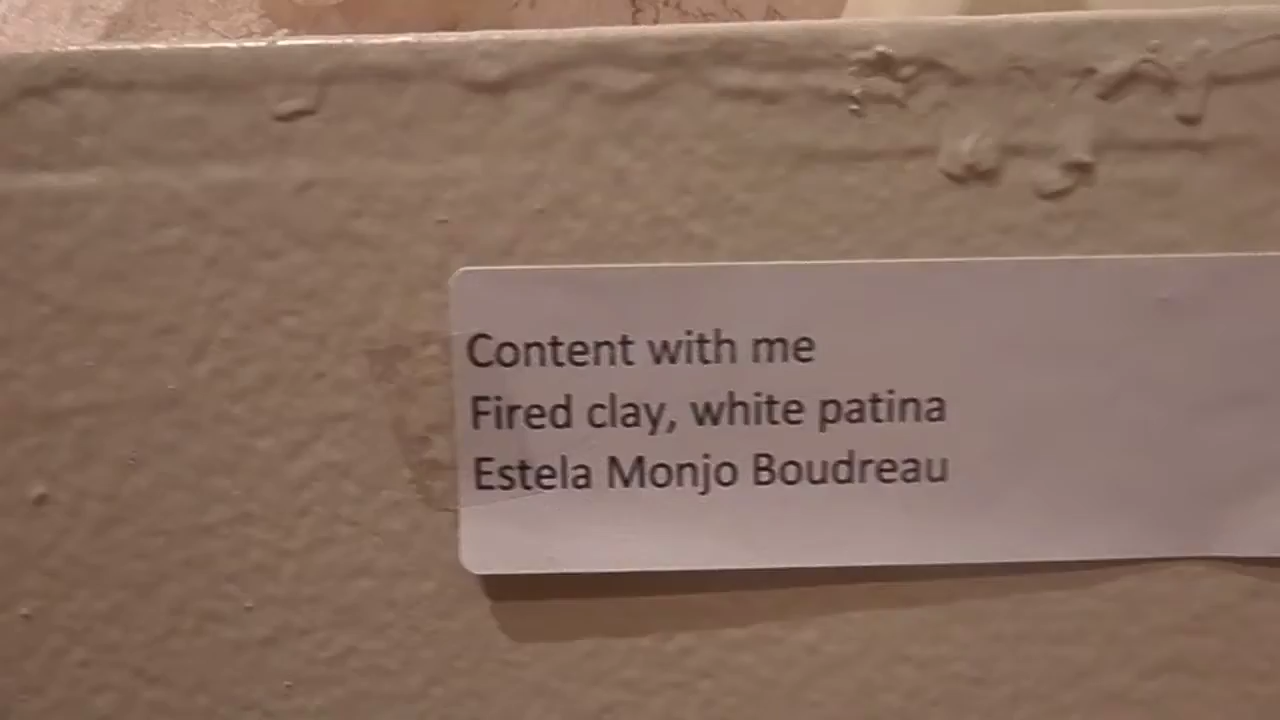 Content with me
Fired clay, white patina
Estela Monjo Boudreau